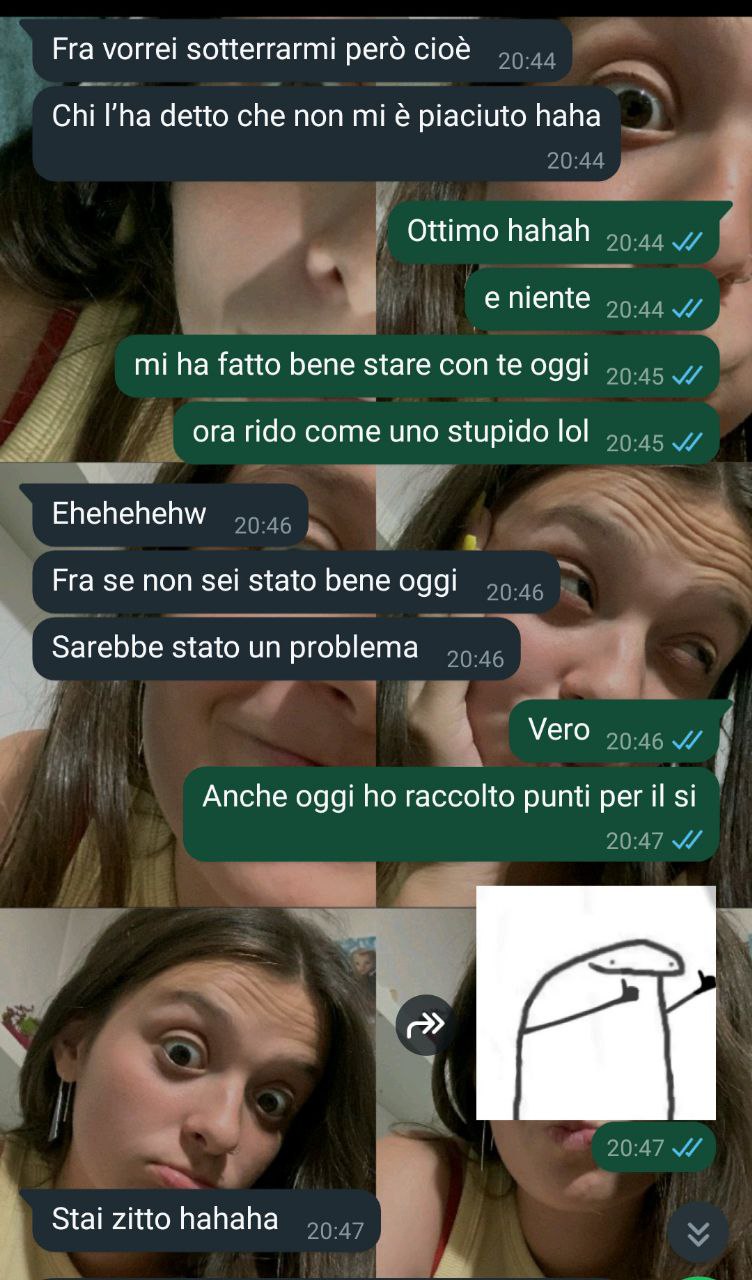 Fra vorrei sotterrarmi però cioè 20:44
Chi l’ha detto che non mi è piaciuto haha
20:44
Ottimo hahah 20:44
e niente 20:44
mi ha fatto bene stare con te oggi 20:45
ora rido come uno stupido lol 20:45
Ehehehehw 20:46
Fra se non sei stato bene oggi 20:46
Sarebbe stato un problema 20:46
Vero 20:46
Anche oggi ho raccolto punti per il si
20:47
20:47
Stai zitto hahaha 20:47